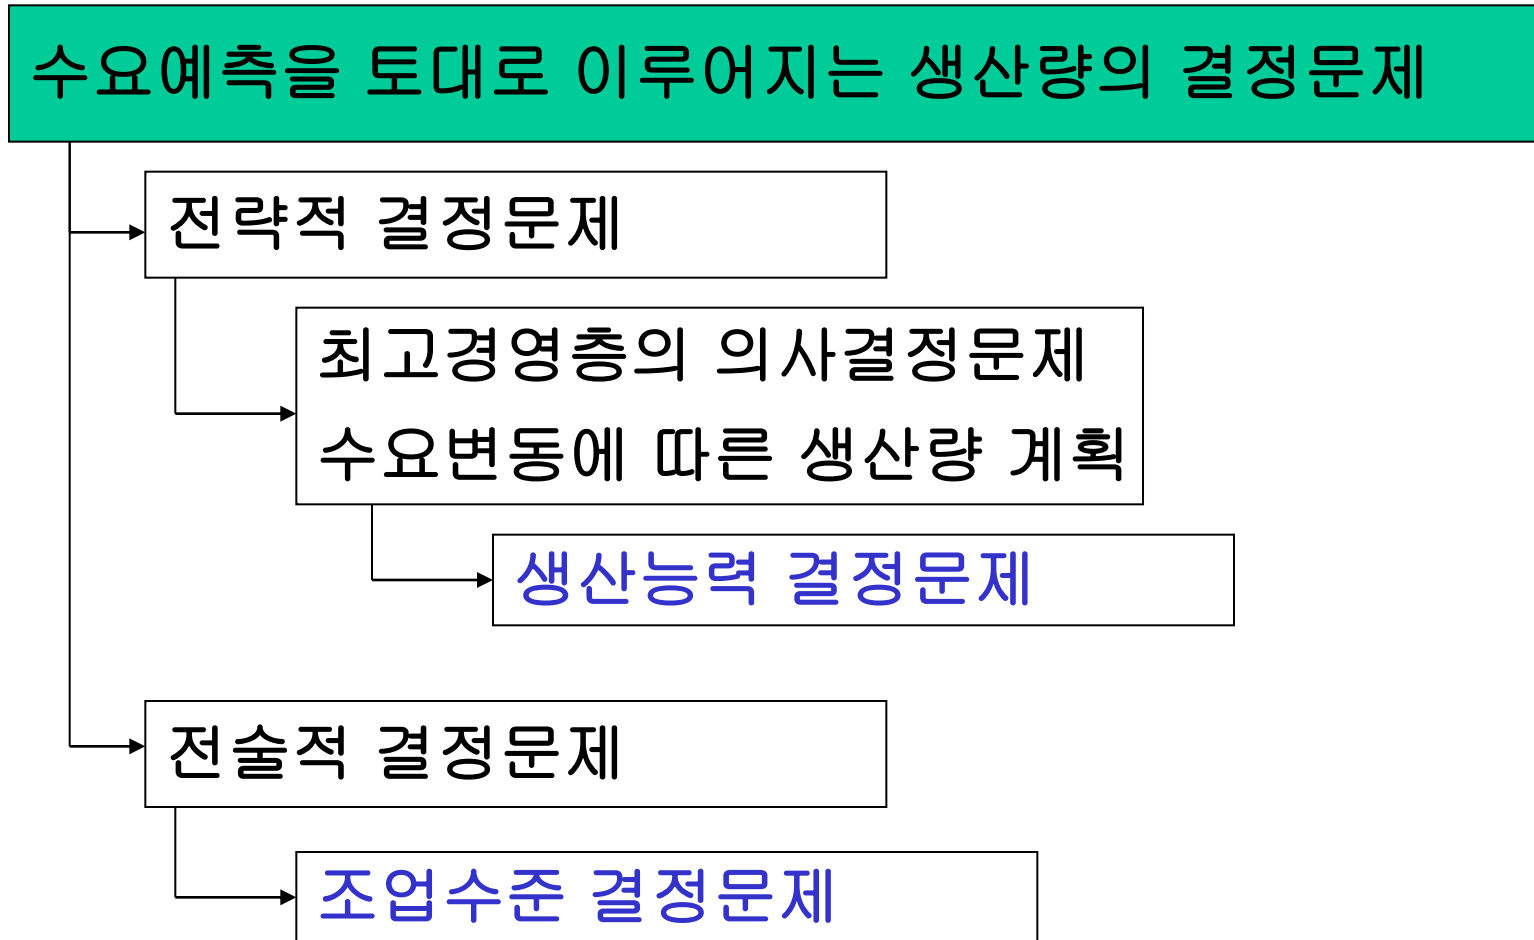 수요예측을 토대로 이루어지는 생산량의 결정문제
전략적 결정문제
최고경영층의 의사결정문제
수요변동에 따른 생산량 계획
생산능력 결정문제
전술적 결정문제
조업수준 결정문제